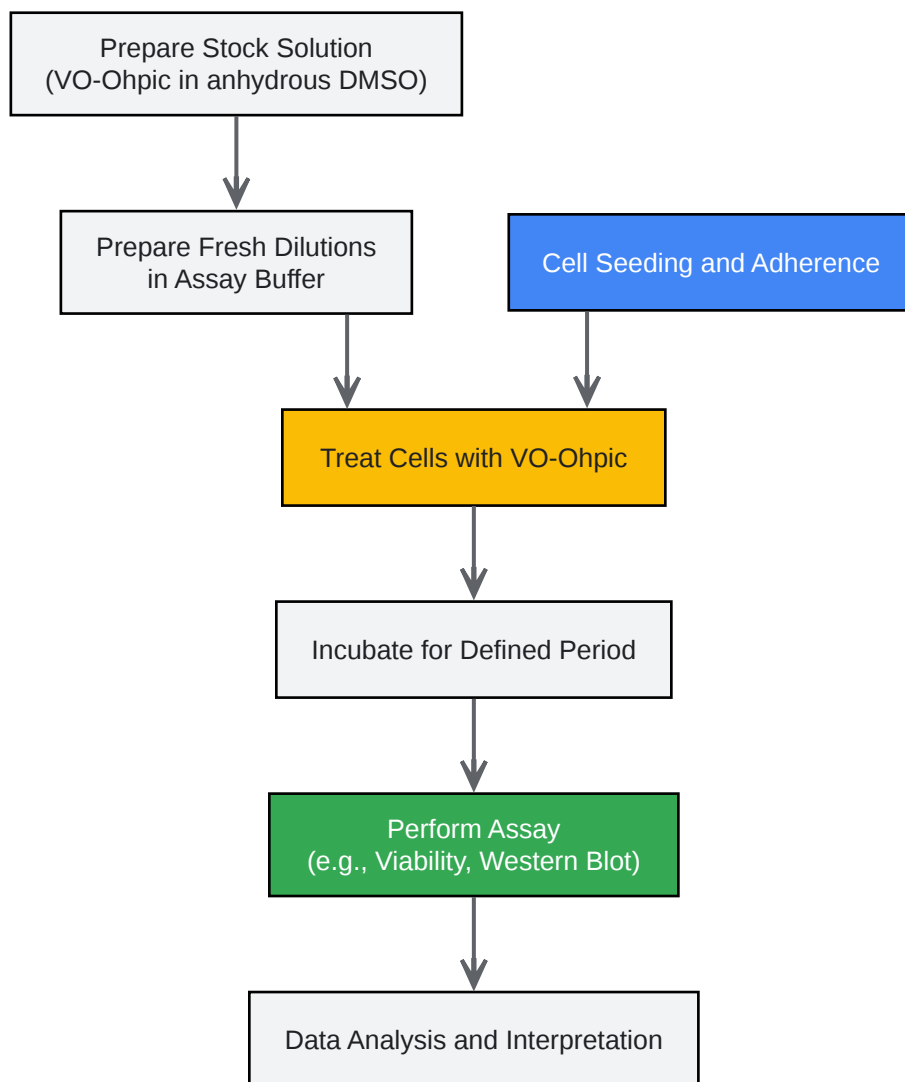 Prepare Stock Solution
(VO-Ohpic in anhydrous DMSO)
Prepare Fresh Dilutions
in Assay Buffer
Cell Seeding and Adherence
Treat Cells with VO-Ohpic
Incubate for Defined Period
Perform Assay
(e.g., Viability, Western Blot)
Data Analysis and Interpretation